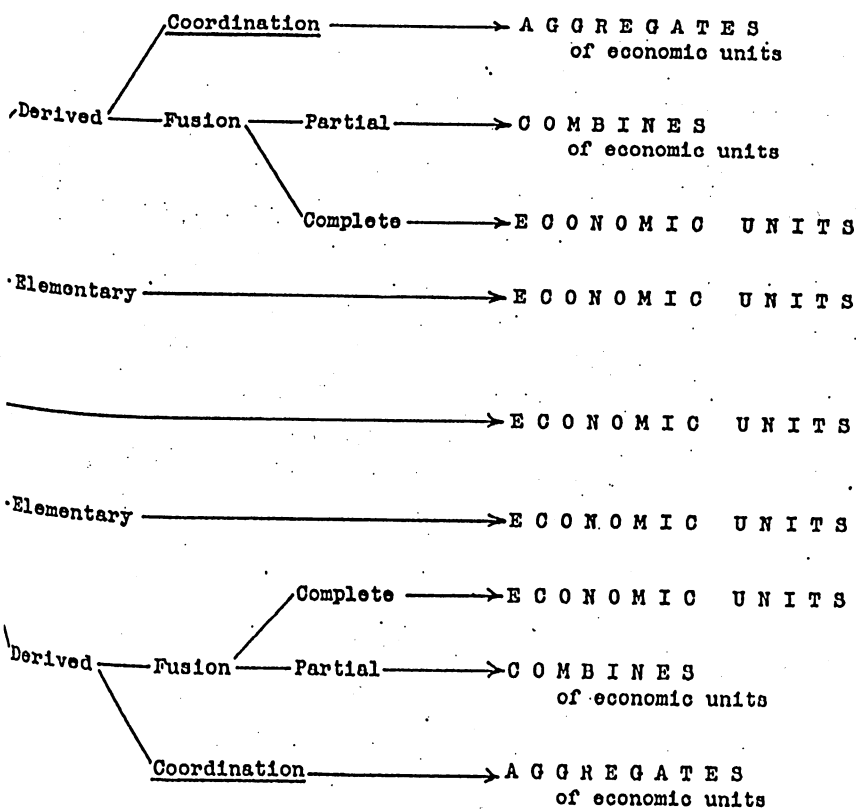 Coordination A G G R E G A T E S
of economic units
Derived Fusion Partial C O M B I N E S
of economic units
Complete E C O N O M I C U N I T S
Elementary E C O N O M I C U N I T S
E C O N O M I C U N I T S
Elementary E C O N O M I C U N I T S
Complete E C O N O M I C U N I T S
Derived Fusion Partial C O M B I N E S
of economic units
Coordination A G G R E G A T E S
of economic units